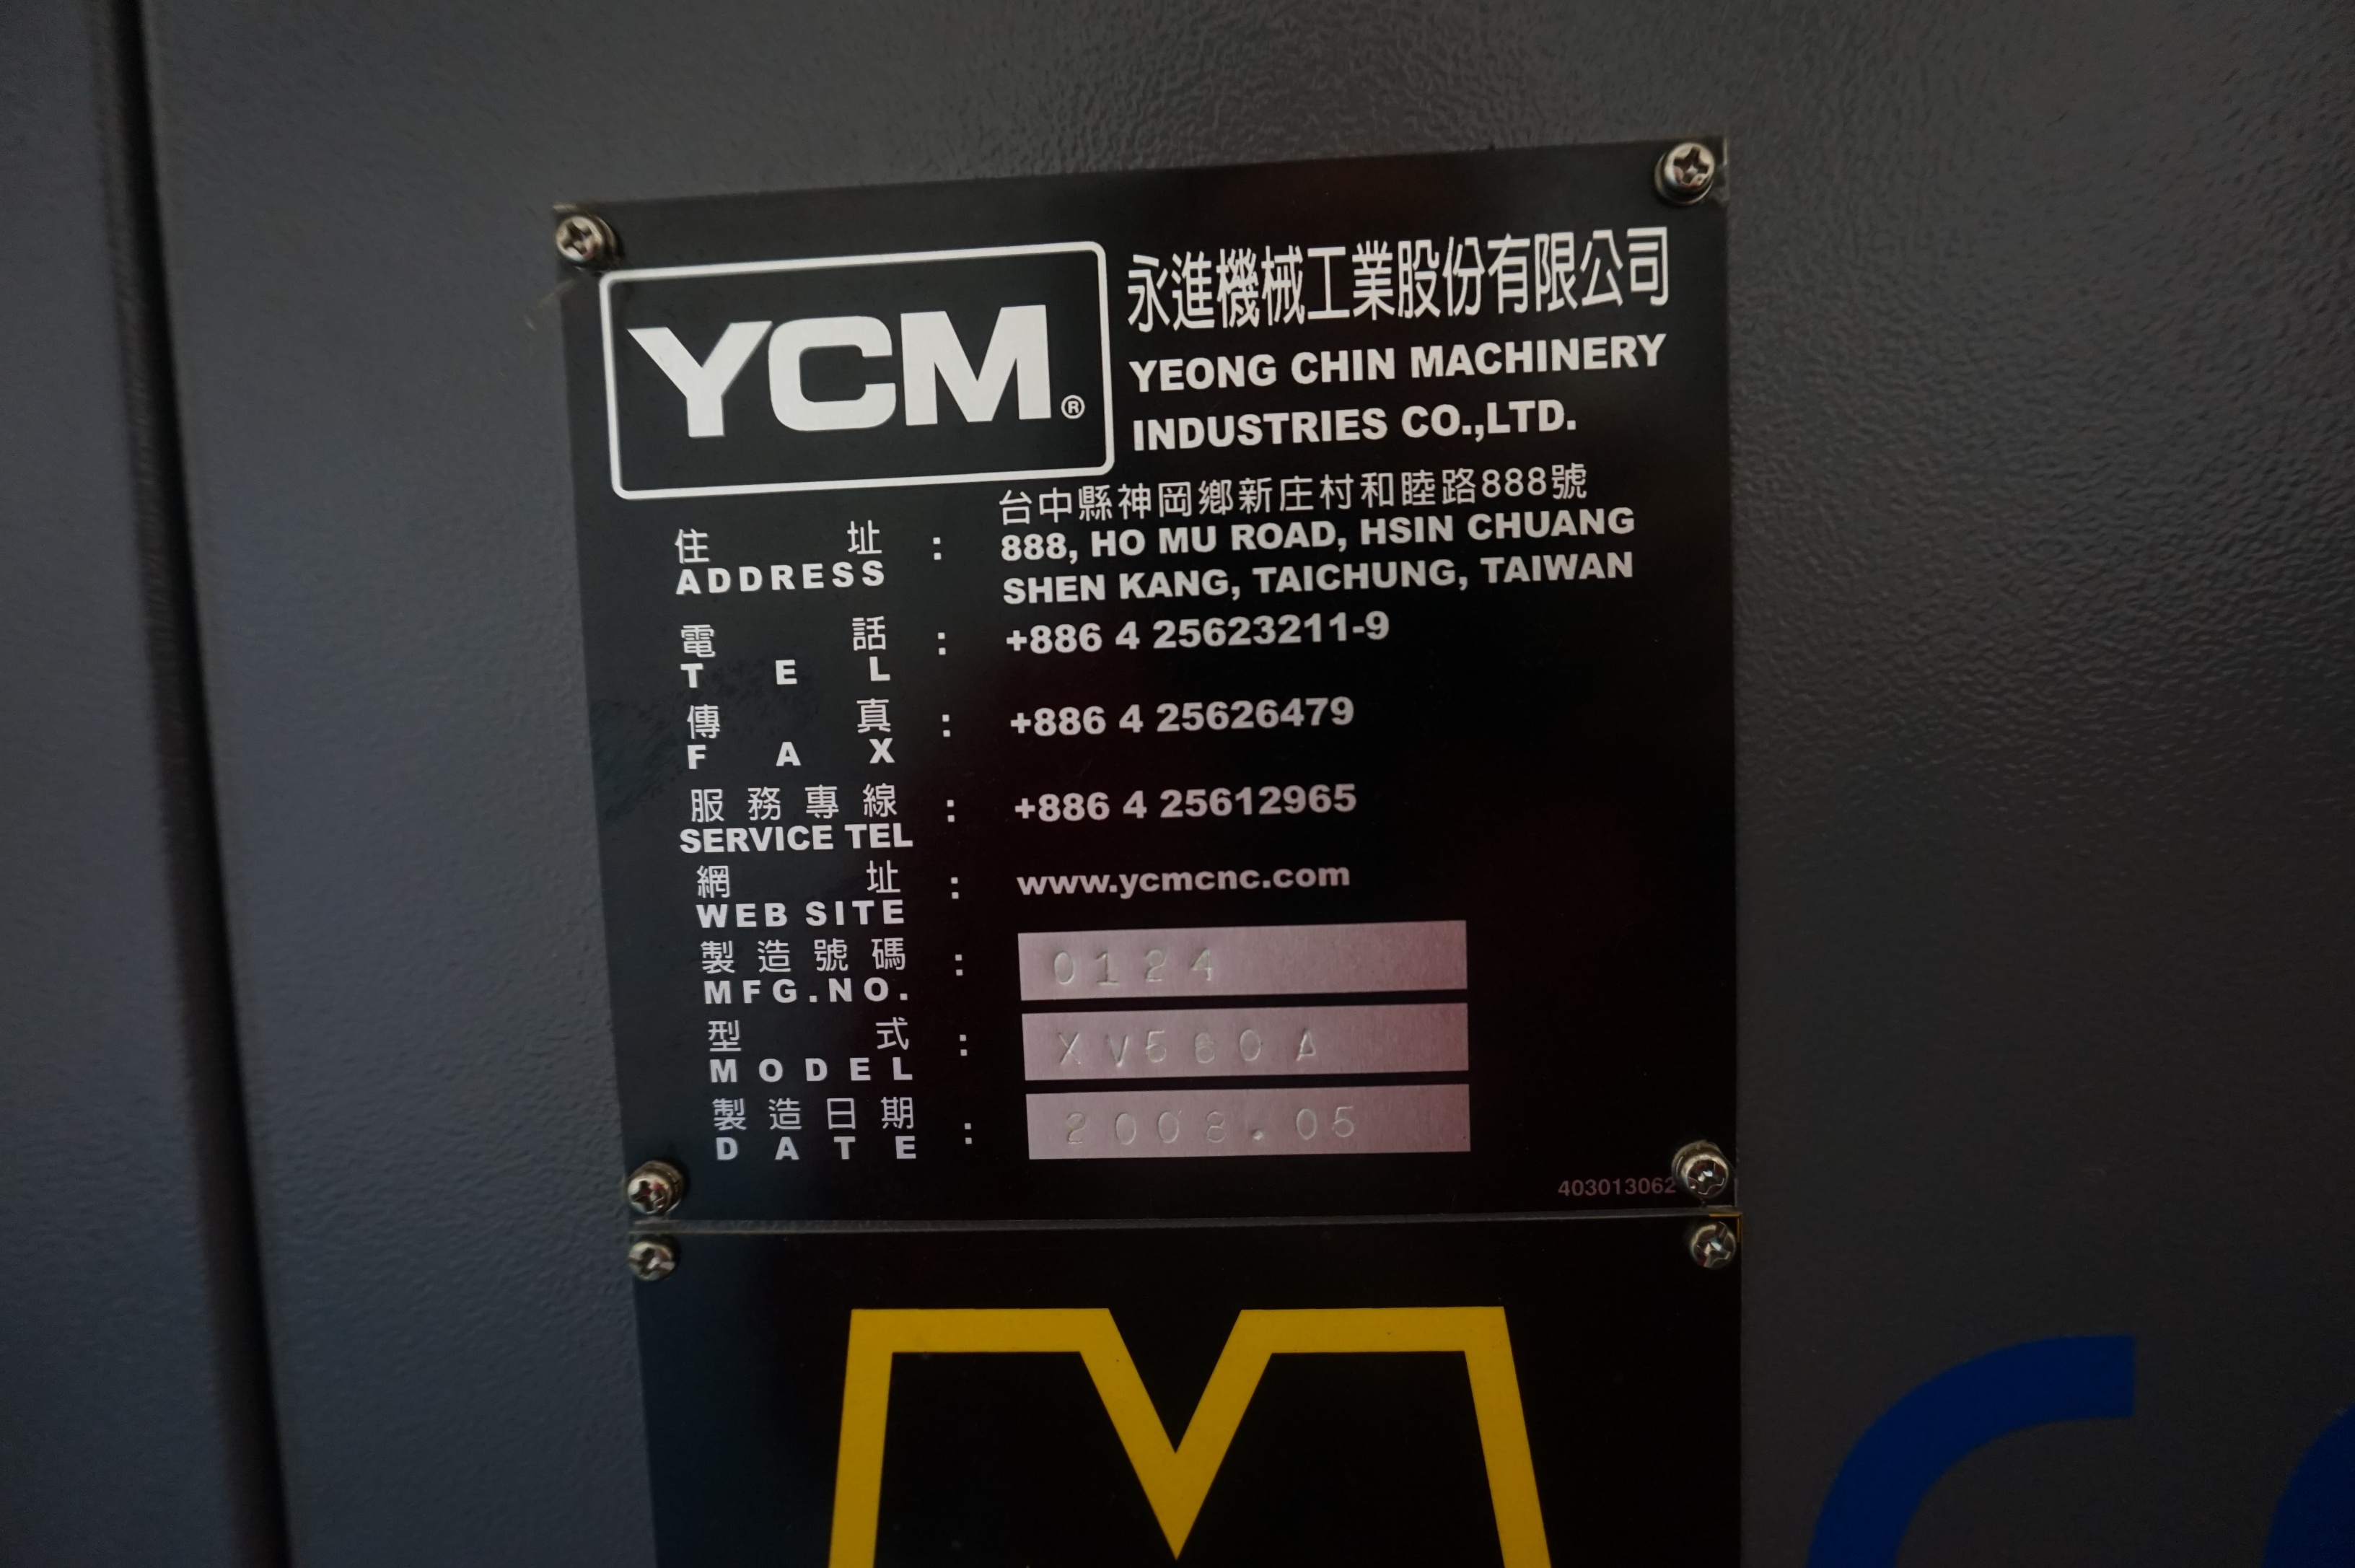 YCM®
永進機械工業股份有限公司
YEONG CHIN MACHINERY
INDUSTRIES CO.,LTD.
住址 : 台中縣神岡鄉新庄村和睦路888號
ADDRESS 888, HO MU ROAD, HSIN CHUANG
SHEN KANG, TAICHUNG, TAIWAN
電話 : +886 4 25623211-9
TEL
傳真 : +886 4 25626479
FAX
服務專線 : +886 4 25612965
SERVICE TEL
網址 : www.ycmcnc.com
WEB SITE
製造號碼 : 0124
MFG.NO.
型式 : XV560A
MODEL
製造日期 : 2008.05
DATE
403013062